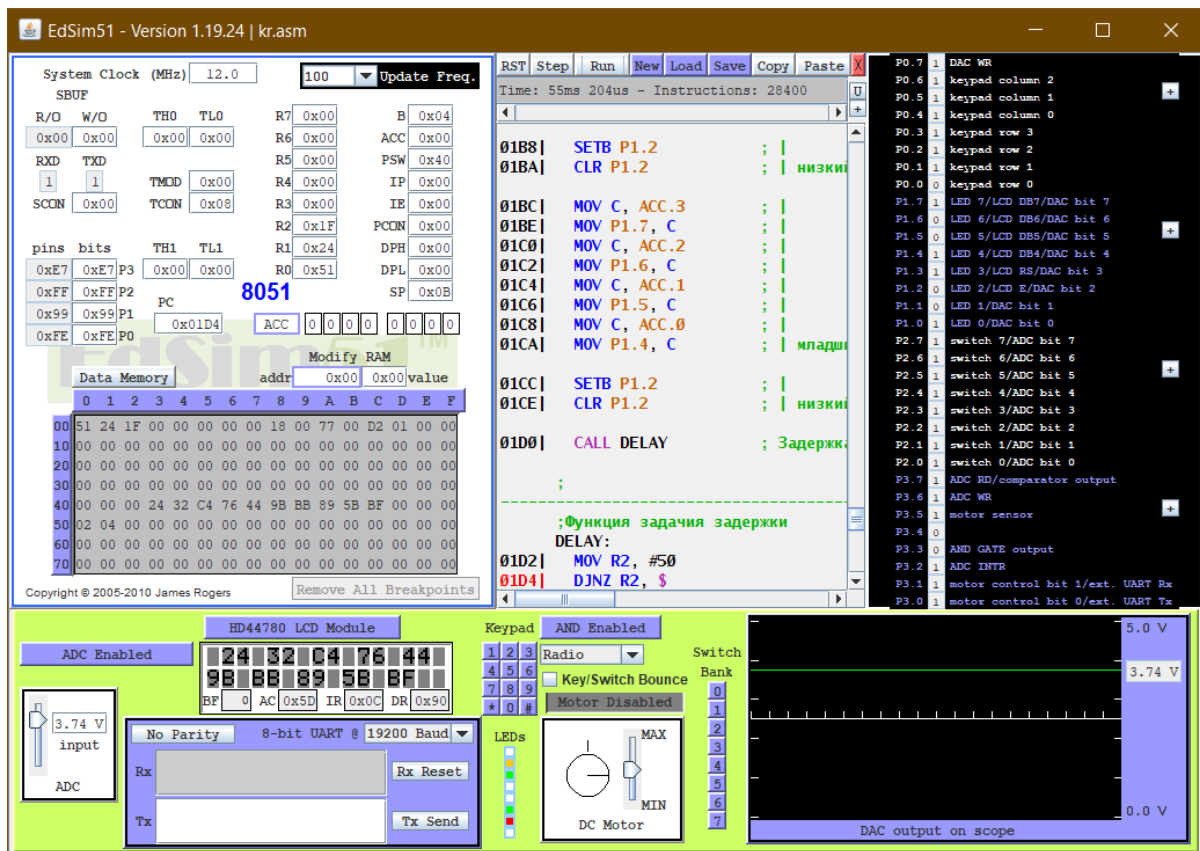 EdSim51 - Version 1.19.24 | kr.asm
System Clock (MHz) 12.0 100 Update Freq.
SBUF
R/O W/O TH0 TL0 R7 0x00 B 0x04
0x00 0x00 0x00 0x00 R6 0x00 ACC 0x00
RXD TXD R5 0x00 PSW 0x40
1 1 TMOD 0x00 R4 0x00 IP 0x00
SCON 0x00 TCON 0x08 R3 0x00 IE 0x00
R2 0x1F PCON 0x00
pins bits TH1 TL1 R1 0x24 DPH 0x00
0xE7 0xE7 P3 0x00 0x00 R0 0x51 DPL 0x00
0xFF 0xFF P2 8051 SP 0x0B
0x99 0x99 P1 PC
0xFE 0xFE P0 0x01D4 ACC 0 0 0 0 0 0 0 0
EdSim51 TM
Modify RAM
Data Memory addr 0x00 0x00 value
0 1 2 3 4 5 6 7 8 9 A B C D E F
00 51 24 1F 00 00 00 00 00 18 00 77 00 D2 01 00 00
10 00 00 00 00 00 00 00 00 00 00 00 00 00 00 00 00
20 00 00 00 00 00 00 00 00 00 00 00 00 00 00 00 00
30 00 00 00 00 00 00 00 00 00 00 00 00 00 00 00 00
40 00 00 00 24 32 C4 76 44 9B BB 89 5B BF 00 00 00
50 02 04 00 00 00 00 00 00 00 00 00 00 00 00 00 00
60 00 00 00 00 00 00 00 00 00 00 00 00 00 00 00 00
70 00 00 00 00 00 00 00 00 00 00 00 00 00 00 00 00
Copyright © 2005-2010 James Rogers Remove All Breakpoints
RST Step Run New Load Save Copy Paste X
Time: 55ms 204us - Instructions: 28400 U
+
01B8| SETB P1.2 ; |
01BA| CLR P1.2 ; | низкий
01BC| MOV C, ACC.3 ; |
01BE| MOV P1.7, C ; |
01C0| MOV C, ACC.2 ; |
01C2| MOV P1.6, C ; |
01C4| MOV C, ACC.1 ; |
01C6| MOV P1.5, C ; |
01C8| MOV C, ACC.0 ; |
01CA| MOV P1.4, C ; | младши
01CC| SETB P1.2 ; |
01CE| CLR P1.2 ; | низкий
01D0| CALL DELAY ; Задержка
;
-----------------------------------
;Функция задачия задержки
DELAY:
01D2| MOV R2, #50
01D4| DJNZ R2, $
P0.7 1 DAC WR
P0.6 1 keypad column 2
P0.5 1 keypad column 1
P0.4 1 keypad column 0
P0.3 1 keypad row 3
P0.2 1 keypad row 2
P0.1 1 keypad row 1
P0.0 0 keypad row 0
P1.7 1 LED 7/LCD DB7/DAC bit 7
P1.6 0 LED 6/LCD DB6/DAC bit 6
P1.5 0 LED 5/LCD DB5/DAC bit 5
P1.4 1 LED 4/LCD DB4/DAC bit 4
P1.3 1 LED 3/LCD RS/DAC bit 3
P1.2 0 LED 2/LCD E/DAC bit 2
P1.1 0 LED 1/DAC bit 1
P1.0 1 LED 0/DAC bit 0
P2.7 1 switch 7/ADC bit 7
P2.6 1 switch 6/ADC bit 6
P2.5 1 switch 5/ADC bit 5
P2.4 1 switch 4/ADC bit 4
P2.3 1 switch 3/ADC bit 3
P2.2 1 switch 2/ADC bit 2
P2.1 1 switch 1/ADC bit 1
P2.0 1 switch 0/ADC bit 0
P3.7 1 ADC RD/comparator output
P3.6 1 ADC WR
P3.5 1 motor sensor
P3.4 0
P3.3 0 AND GATE output
P3.2 1 ADC INTR
P3.1 1 motor control bit 1/ext. UART Rx
P3.0 1 motor control bit 0/ext. UART Tx
+
+
+
+
ADC Enabled
3.74 V
input
ADC
HD44780 LCD Module
24 32 C4 76 44
9B BB 89 5B BF
BF 0 AC 0x5D IR 0x0C DR 0x90
No Parity 8-bit UART @ 19200 Baud
Rx Rx Reset
Tx Tx Send
Keypad AND Enabled
1 2 3 Radio
4 5 6 Key/Switch Bounce
7 8 9 Motor Disabled
* 0 #
LEDs
MAX
MIN
DC Motor
Switch
Bank
0
1
2
3
4
5
6
7
5.0 V
3.74 V
0.0 V
DAC output on scope